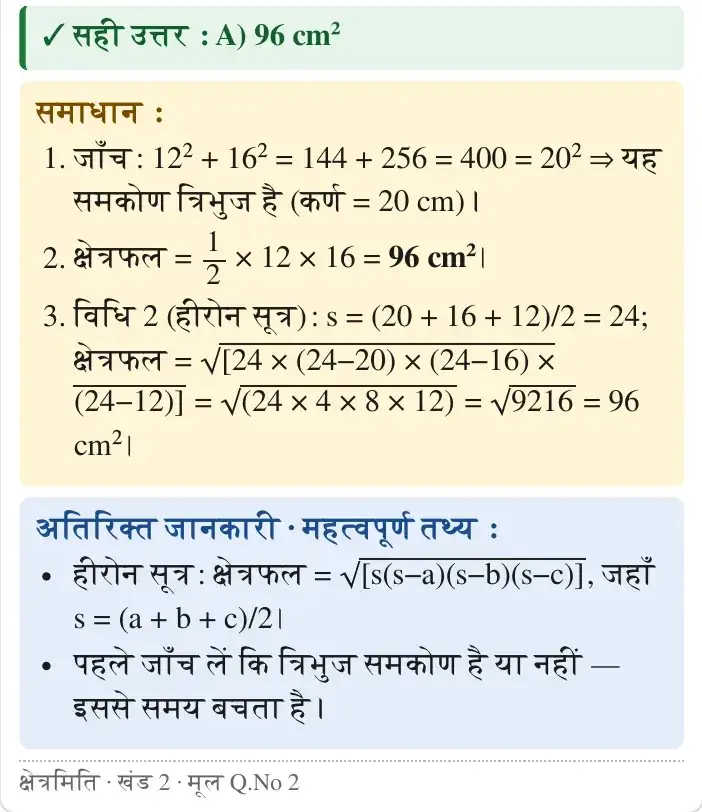 ✓ सही उत्तर : A) 96 cm²
समाधान :
1. जाँच : 12² + 16² = 144 + 256 = 400 = 20² ⇒ यह
समकोण त्रिभुज है (कर्ण = 20 cm)।
2. क्षेत्रफल = 1/2 × 12 × 16 = 96 cm²।
3. विधि 2 (हीरोन सूत्र) : s = (20 + 16 + 12)/2 = 24;
क्षेत्रफल = √[24 × (24−20) × (24−16) ×
(24−12)] = √(24 × 4 × 8 × 12) = √9216 = 96
cm²।
अतिरिक्त जानकारी · महत्वपूर्ण तथ्य :
• हीरोन सूत्र : क्षेत्रफल = √[s(s−a)(s−b)(s−c)], जहाँ
s = (a + b + c)/2।
• पहले जाँच लें कि त्रिभुज समकोण है या नहीं —
इससे समय बचता है।
क्षेत्रमिति · खंड 2 · मूल Q.No 2